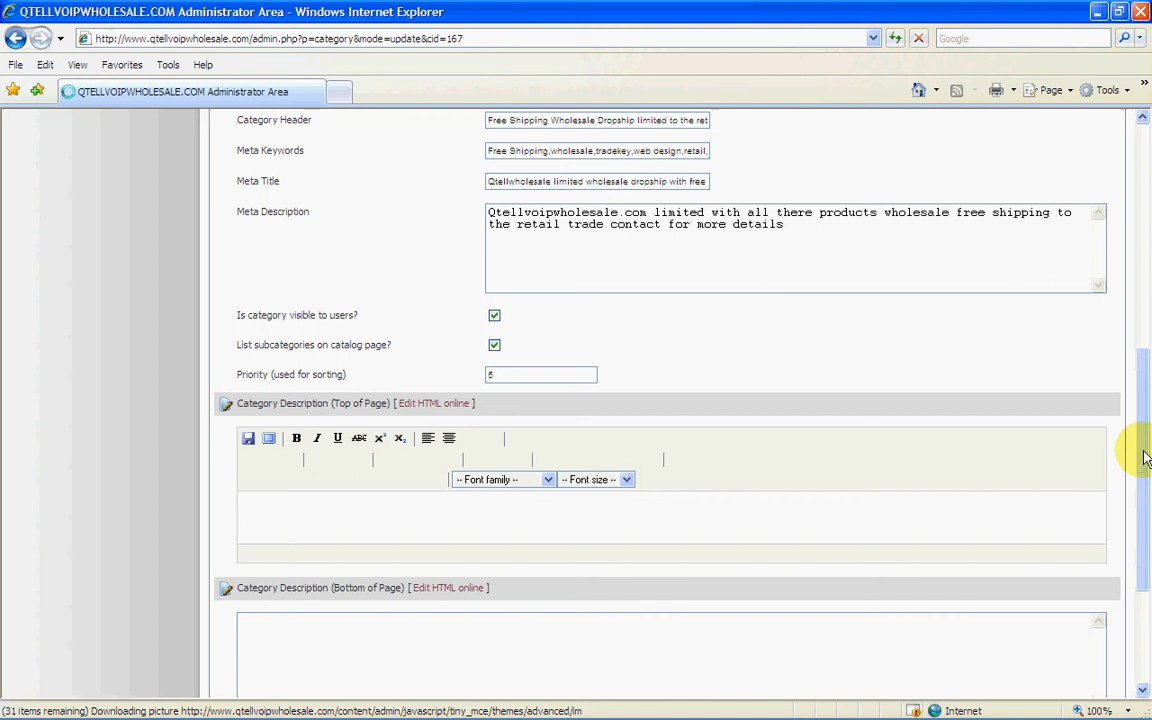 QTELLVOIPWHOLESALE.COM Administrator Area - Windows Internet Explorer
http://www.qtellvoipwholesale.com/admin.php?p=category&mode=update&cid=167
Google
File Edit View Favorites Tools Help
QTELLVOIPWHOLESALE.COM Administrator Area
Page Tools
Category Header
Free Shipping Wholesale Dropship limited to the ret
Meta Keywords
Free Shipping,wholesale,tradekey,web design,retail,
Meta Title
Qtellwholesale limited wholesale dropship with free
Meta Description
Qtellvoipwholesale.com limited with all there products wholesale free shipping to
the retail trade contact for more details
Is category visible to users?
List subcategories on catalog page?
Priority (used for sorting)
5
Category Description (Top of Page) [ Edit HTML online ]
B I U ABC x² x₂
-- Font family -- -- Font size --
Category Description (Bottom of Page) [ Edit HTML online ]
(31 items remaining) Downloading picture http://www.qtellvoipwholesale.com/content/admin/javascript/tiny_mce/themes/advanced/im
Internet
100%